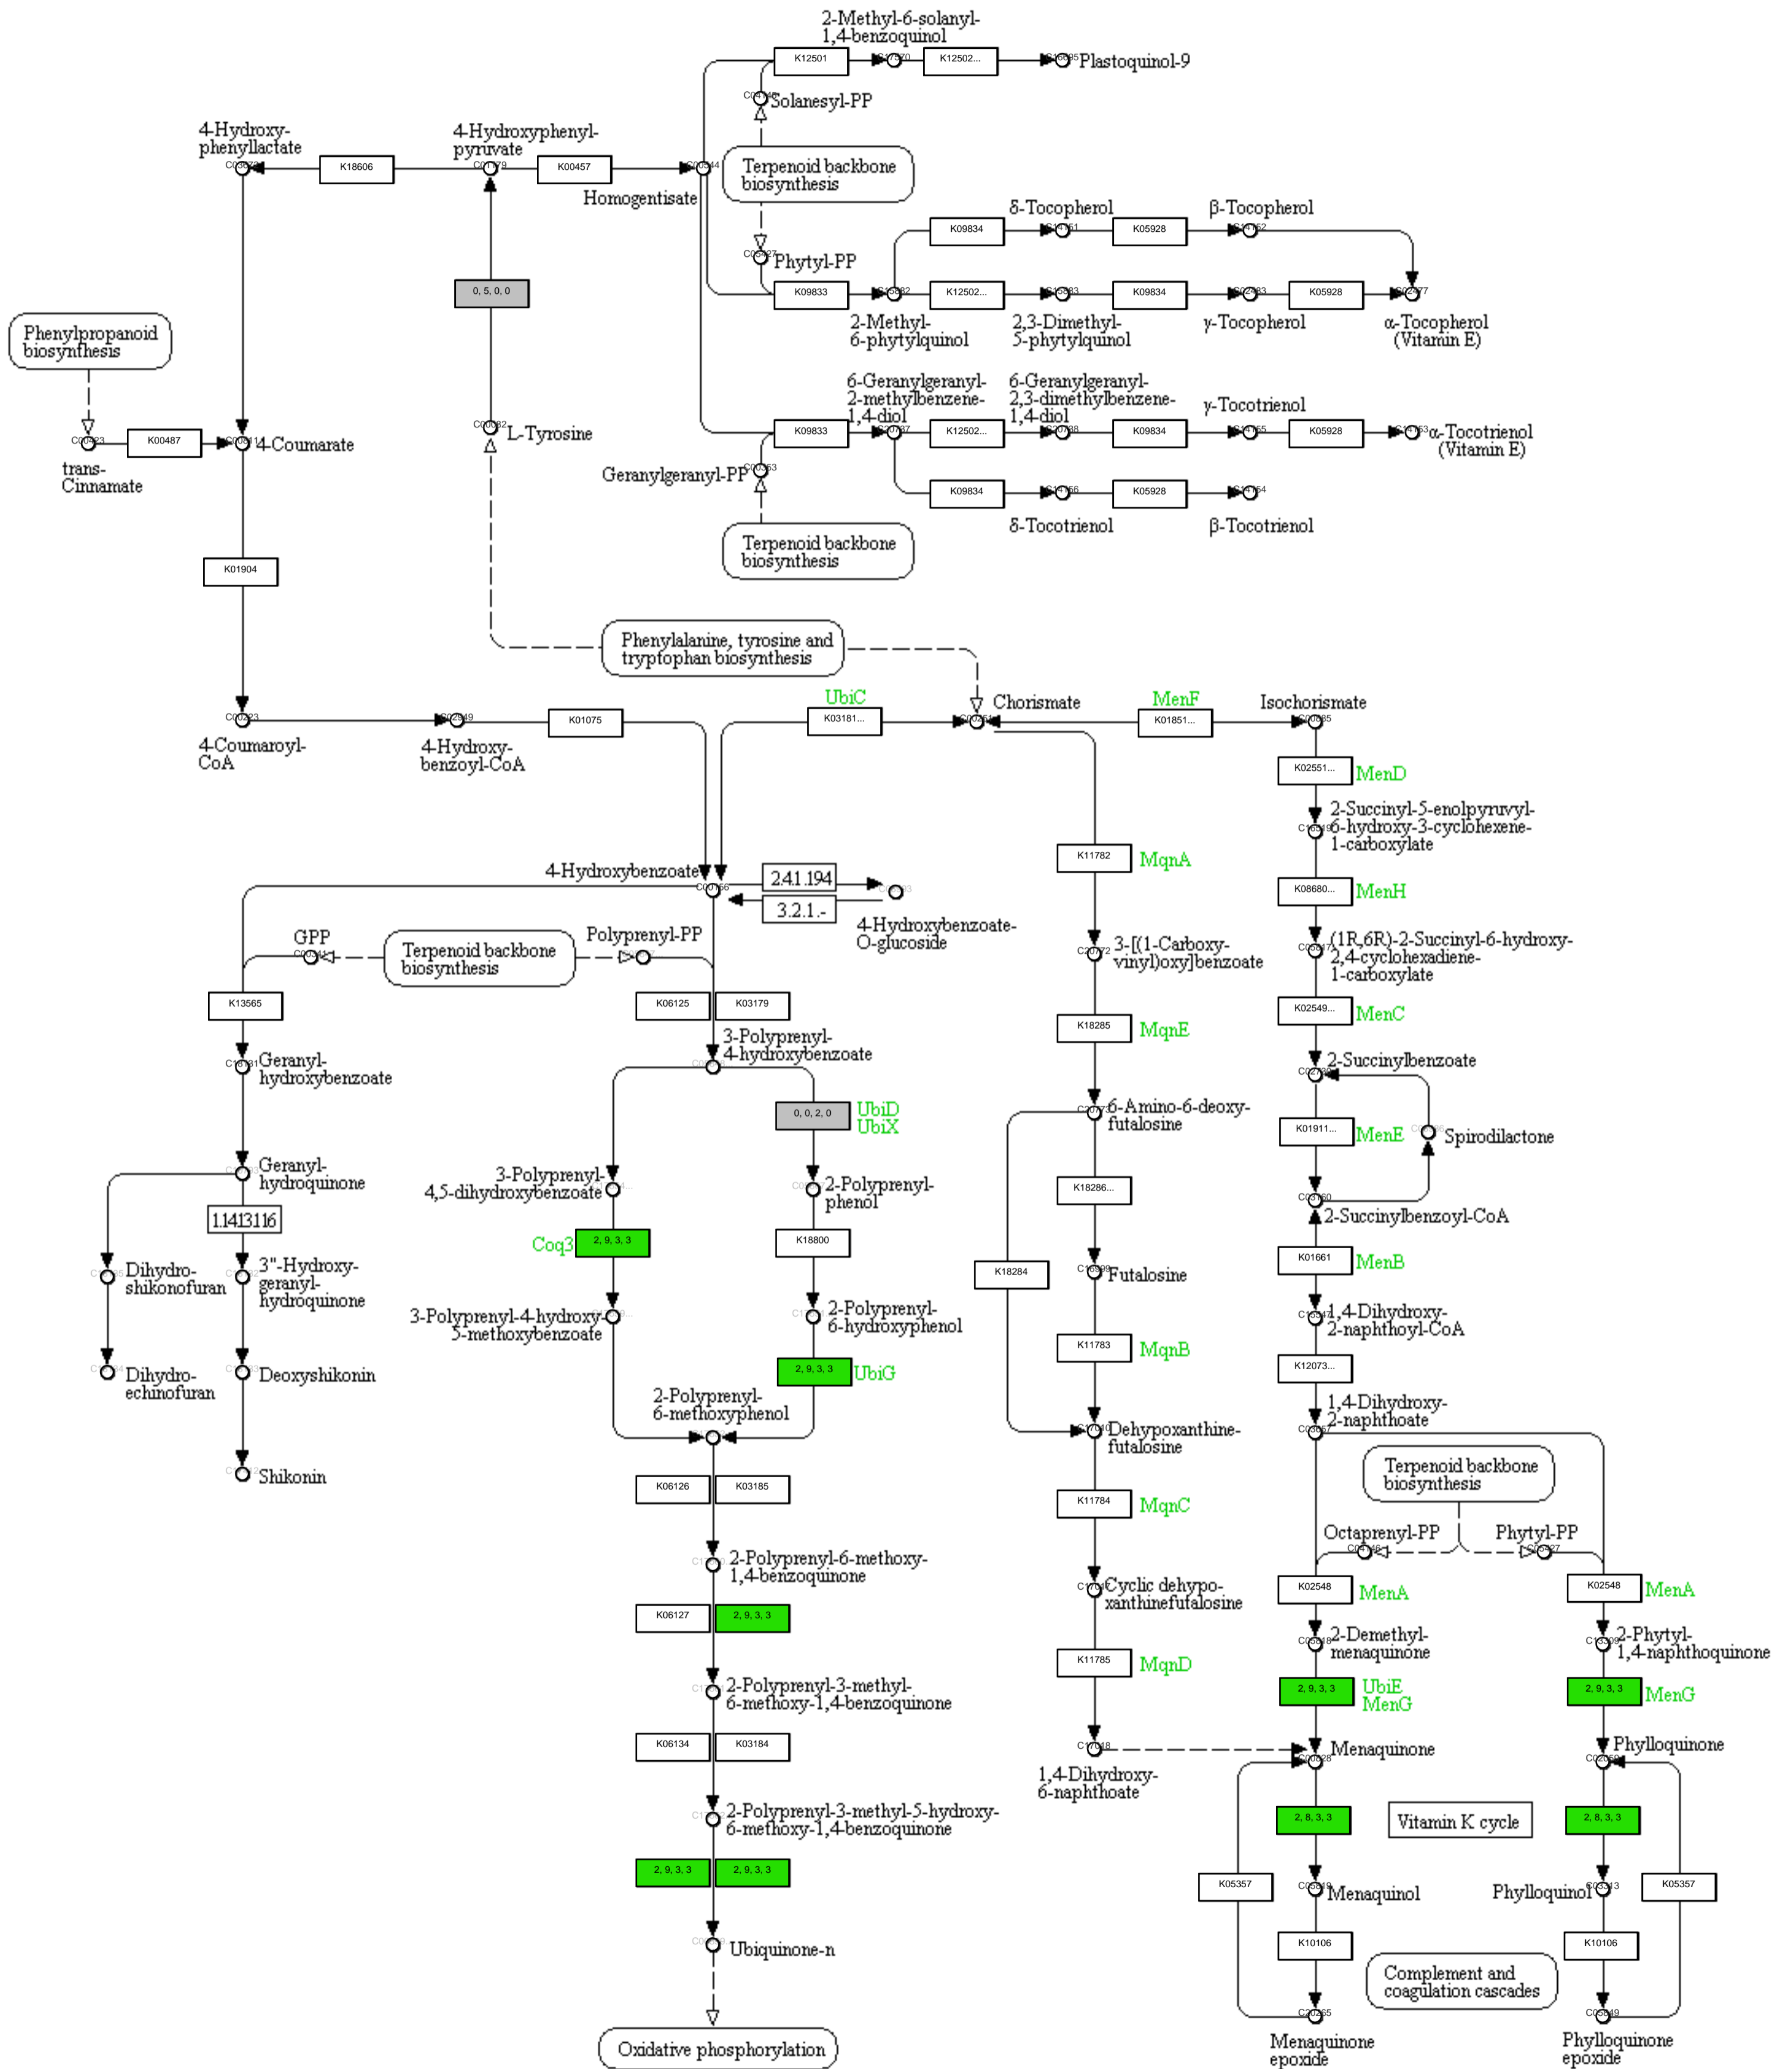 2-Methyl-6-solanyl-
1,4-benzoquinol
K12501
K12502...
Plastoquinol-9
Solanesyl-PP
4-Hydroxy-
phenyllactate
4-Hydroxyphenyl-
pyruvate
K18606
K00457
Homogentisate
Terpenoid backbone
biosynthesis
δ-Tocopherol
β-Tocopherol
K09834
K05928
Phytyl-PP
0, 5, 0, 0
K09833
K12502...
K09834
K05928
2-Methyl-
6-phytylquinol
2,3-Dimethyl-
5-phytylquinol
γ-Tocopherol
α-Tocopherol
(Vitamin E)
Phenylpropanoid
biosynthesis
6-Geranylgeranyl-
2-methylbenzene-
1,4-diol
6-Geranylgeranyl-
2,3-dimethylbenzene-
1,4-diol
γ-Tocotrienol
C00423
K00487
4-Coumarate
L-Tyrosine
K09833
K12502...
K09834
K05928
α-Tocotrienol
(Vitamin E)
trans-
Cinnamate
Geranylgeranyl-PP
K09834
K05928
δ-Tocotrienol
β-Tocotrienol
Terpenoid backbone
biosynthesis
K01904
Phenylalanine, tyrosine and
tryptophan biosynthesis
UbiC
Chorismate
MenF
Isochorismate
C00223
K01075
K03181...
K01851...
4-Coumaroyl-
CoA
4-Hydroxy-
benzoyl-CoA
K02551...
MenD
2-Succinyl-5-enolpyruvyl-
6-hydroxy-3-cyclohexene-
1-carboxylate
K11782
MqnA
4-Hydroxybenzoate
2.4.1.194
3.2.1.-
4-Hydroxybenzoate-
O-glucoside
K08680...
MenH
GPP
Terpenoid backbone
biosynthesis
Polyprenyl-PP
3-[(1-Carboxy-
vinyl)oxy]benzoate
(1R,6R)-2-Succinyl-6-hydroxy-
2,4-cyclohexadiene-
1-carboxylate
K13565
K06125
K03179
K18285
MqnE
K02549...
MenC
3-Polyprenyl-
4-hydroxybenzoate
Geranyl-
hydroxybenzoate
2-Succinylbenzoate
0, 0, 2, 0
UbiD
UbiX
6-Amino-6-deoxy-
futalosine
K01911...
MenE
Spirodilactone
Geranyl-
hydroquinone
3-Polyprenyl-
4,5-dihydroxybenzoate
2-Polyprenyl-
phenol
K18286...
2-Succinylbenzoyl-CoA
1.14.13.116
Coq3
2, 9, 3, 3
K18800
K01661
MenB
Dihydro-
shikonofuran
3"-Hydroxy-
geranyl-
hydroquinone
K18284
Futalosine
3-Polyprenyl-4-hydroxy-
5-methoxybenzoate
2-Polyprenyl-
6-hydroxyphenol
1,4-Dihydroxy-
2-naphthoyl-CoA
K11783
MqnB
K12073...
Dihydro-
echinofuran
Deoxyshikonin
2, 9, 3, 3
UbiG
2-Polyprenyl-
6-methoxyphenol
1,4-Dihydroxy-
2-naphthoate
Dehypoxanthine-
futalosine
Shikonin
Terpenoid backbone
biosynthesis
K06126
K03185
K11784
MqnC
Octaprenyl-PP
Phytyl-PP
2-Polyprenyl-6-methoxy-
1,4-benzoquinone
Cyclic dehypo-
xanthinefutalosine
K02548
MenA
K02548
MenA
K06127
2, 9, 3, 3
2-Demethyl-
menaquinone
2-Phytyl-
1,4-naphthoquinone
K11785
MqnD
2-Polyprenyl-3-methyl-
6-methoxy-1,4-benzoquinone
2, 9, 3, 3
UbiE
MenG
2, 9, 3, 3
MenG
K06134
K03184
C17018
Menaquinone
Phylloquinone
1,4-Dihydroxy-
6-naphthoate
2-Polyprenyl-3-methyl-5-hydroxy-
6-methoxy-1,4-benzoquinone
2, 8, 3, 3
Vitamin K cycle
2, 8, 3, 3
2, 9, 3, 3
2, 9, 3, 3
K05357
Menaquinol
Phylloquinol
K05357
Ubiquinone-n
K10106
K10106
Complement and
coagulation cascades
Oxidative phosphorylation
Menaquinone
epoxide
Phylloquinone
epoxide